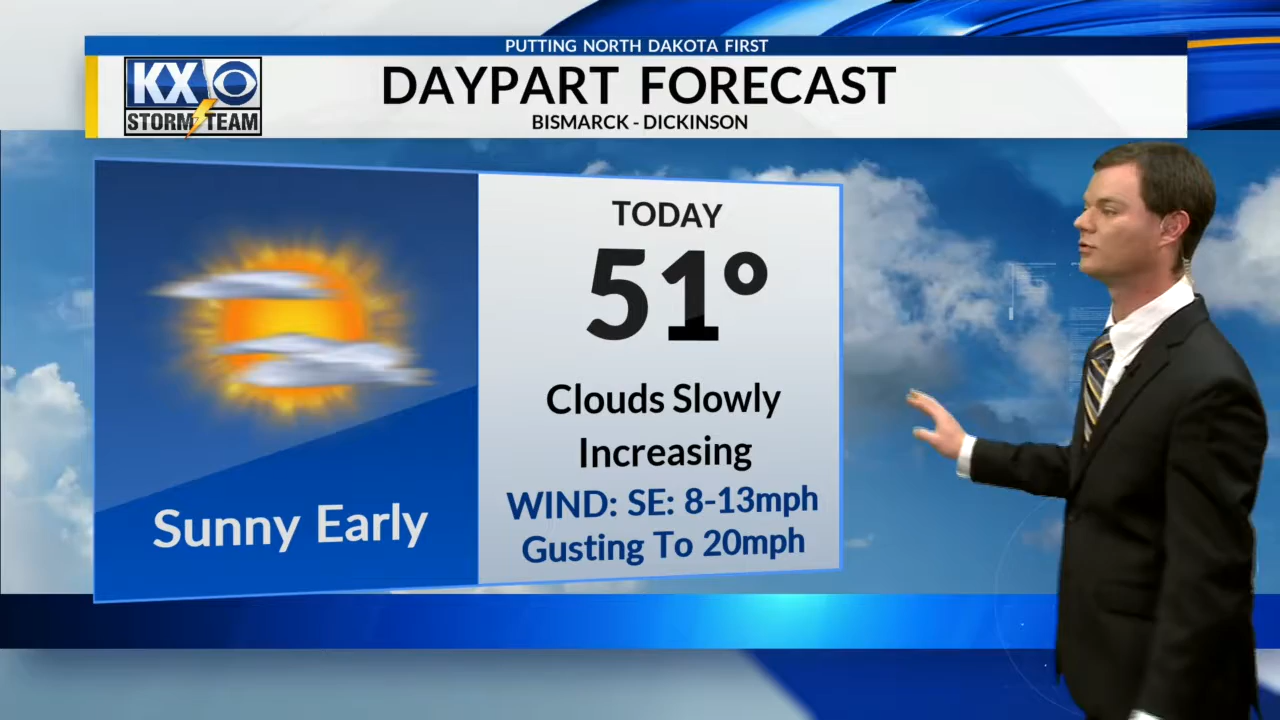 PUTTING NORTH DAKOTA FIRST
KX
STORM TEAM
DAYPART FORECAST
BISMARCK - DICKINSON
TODAY
51°
Clouds Slowly
Increasing
WIND: SE: 8-13mph
Gusting To 20mph
Sunny Early